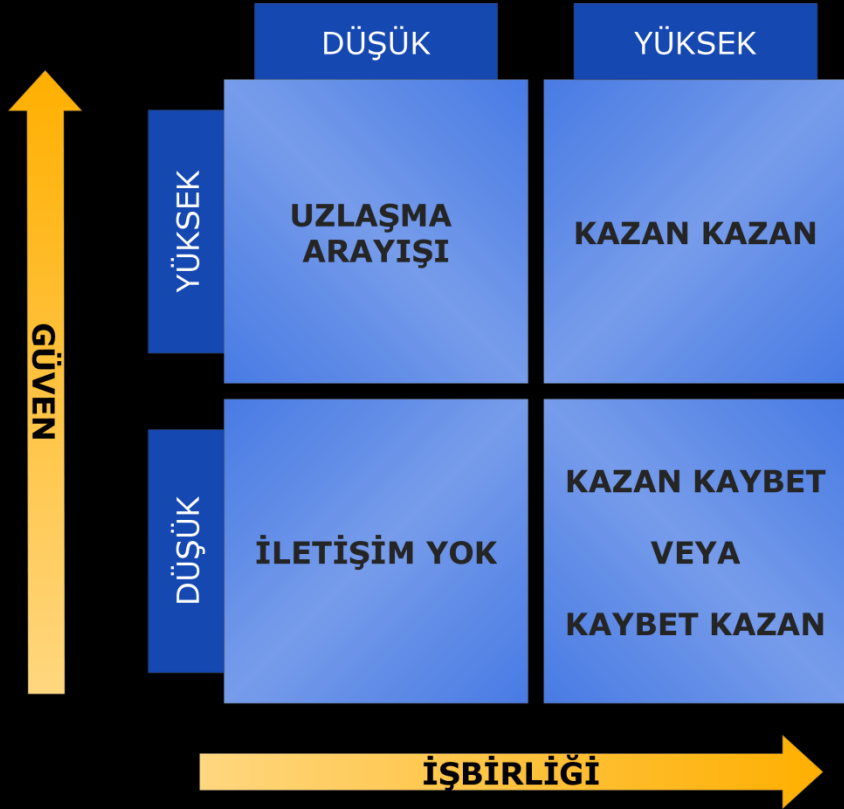 DÜŞÜK
YÜKSEK
YÜKSEK
UZLAŞMA
ARAYIŞI
KAZAN KAZAN
GÜVEN
DÜŞÜK
İLETİŞİM YOK
KAZAN KAYBET
VEYA
KAYBET KAZAN
İŞBİRLİĞİ